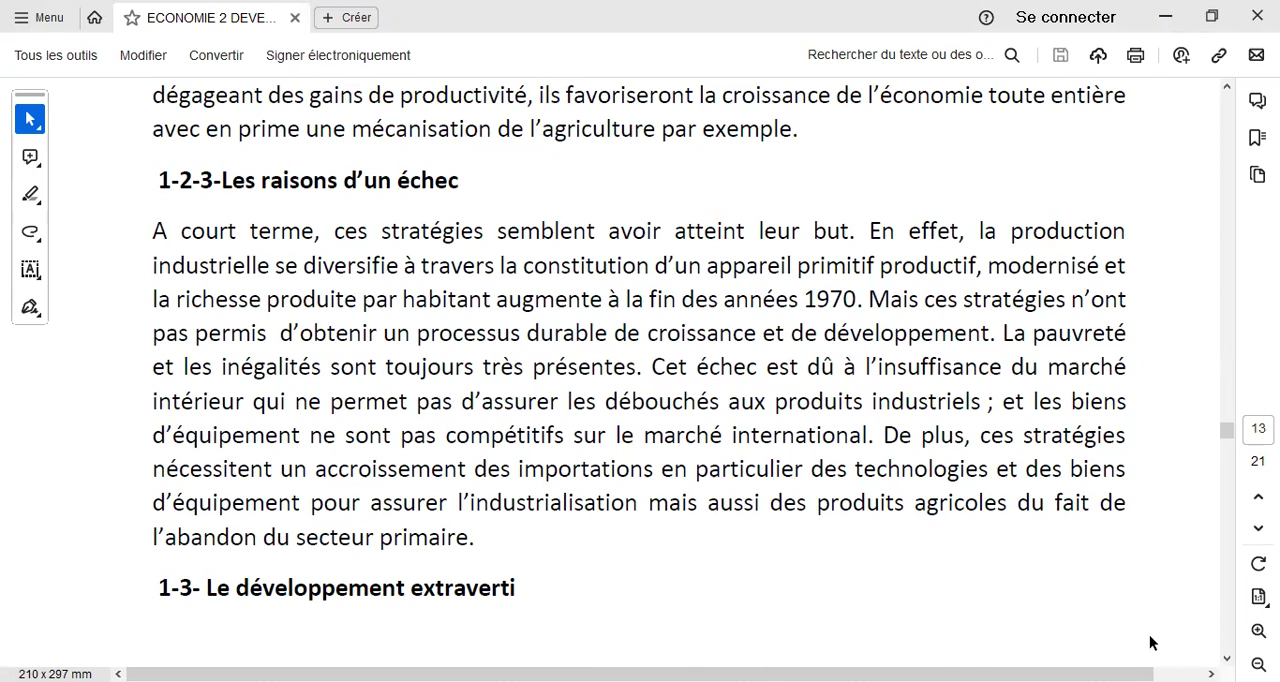 Menu
ECONOMIE 2 DEVE...
Créer
Se connecter
Tous les outils
Modifier
Convertir
Signer électroniquement
Rechercher du texte ou des o...
dégageant des gains de productivité, ils favoriseront la croissance de l’économie toute entière
avec en prime une mécanisation de l’agriculture par exemple.
1-2-3-Les raisons d’un échec
A court terme, ces stratégies semblent avoir atteint leur but. En effet, la production
industrielle se diversifie à travers la constitution d’un appareil primitif productif, modernisé et
la richesse produite par habitant augmente à la fin des années 1970. Mais ces stratégies n’ont
pas permis d’obtenir un processus durable de croissance et de développement. La pauvreté
et les inégalités sont toujours très présentes. Cet échec est dû à l’insuffisance du marché
intérieur qui ne permet pas d’assurer les débouchés aux produits industriels ; et les biens
d’équipement ne sont pas compétitifs sur le marché international. De plus, ces stratégies
nécessitent un accroissement des importations en particulier des technologies et des biens
d’équipement pour assurer l’industrialisation mais aussi des produits agricoles du fait de
l’abandon du secteur primaire.
1-3- Le développement extraverti
13
21
210 x 297 mm